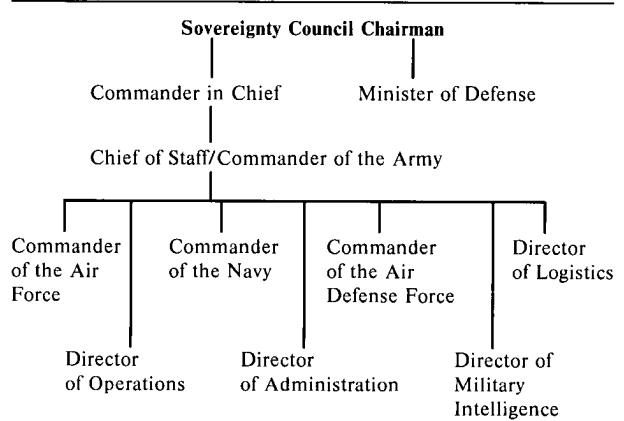 Sovereignty Council Chairman
Commander in Chief
Minister of Defense
Chief of Staff/Commander of the Army
Commander
of the Air
Force
Commander
of the Navy
Commander
of the Air
Defense Force
Director
of Logistics
Director
of Operations
Director
of Administration
Director of
Military
Intelligence